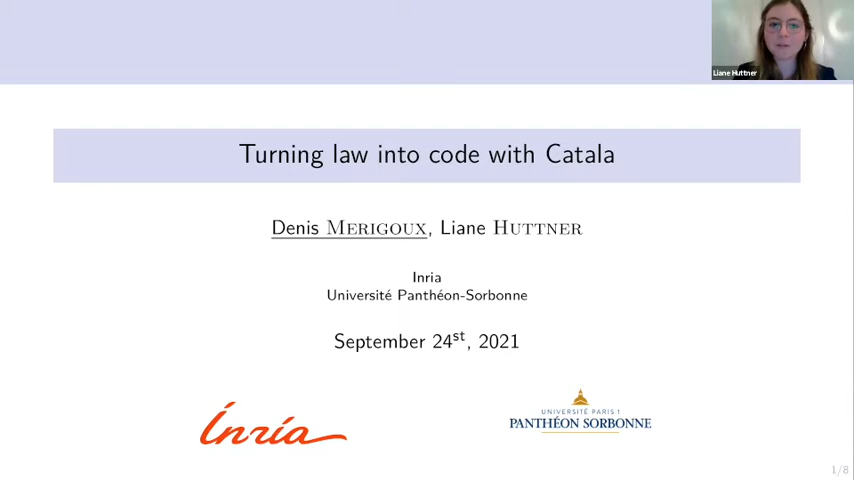 Liane Huttner
Turning law into code with Catala
Denis MERIGOUX, Liane HUTTNER
Inria
Université Panthéon-Sorbonne
September 24st, 2021
Inria
UNIVERSITÉ PARIS 1
PANTHÉON SORBONNE
1/8